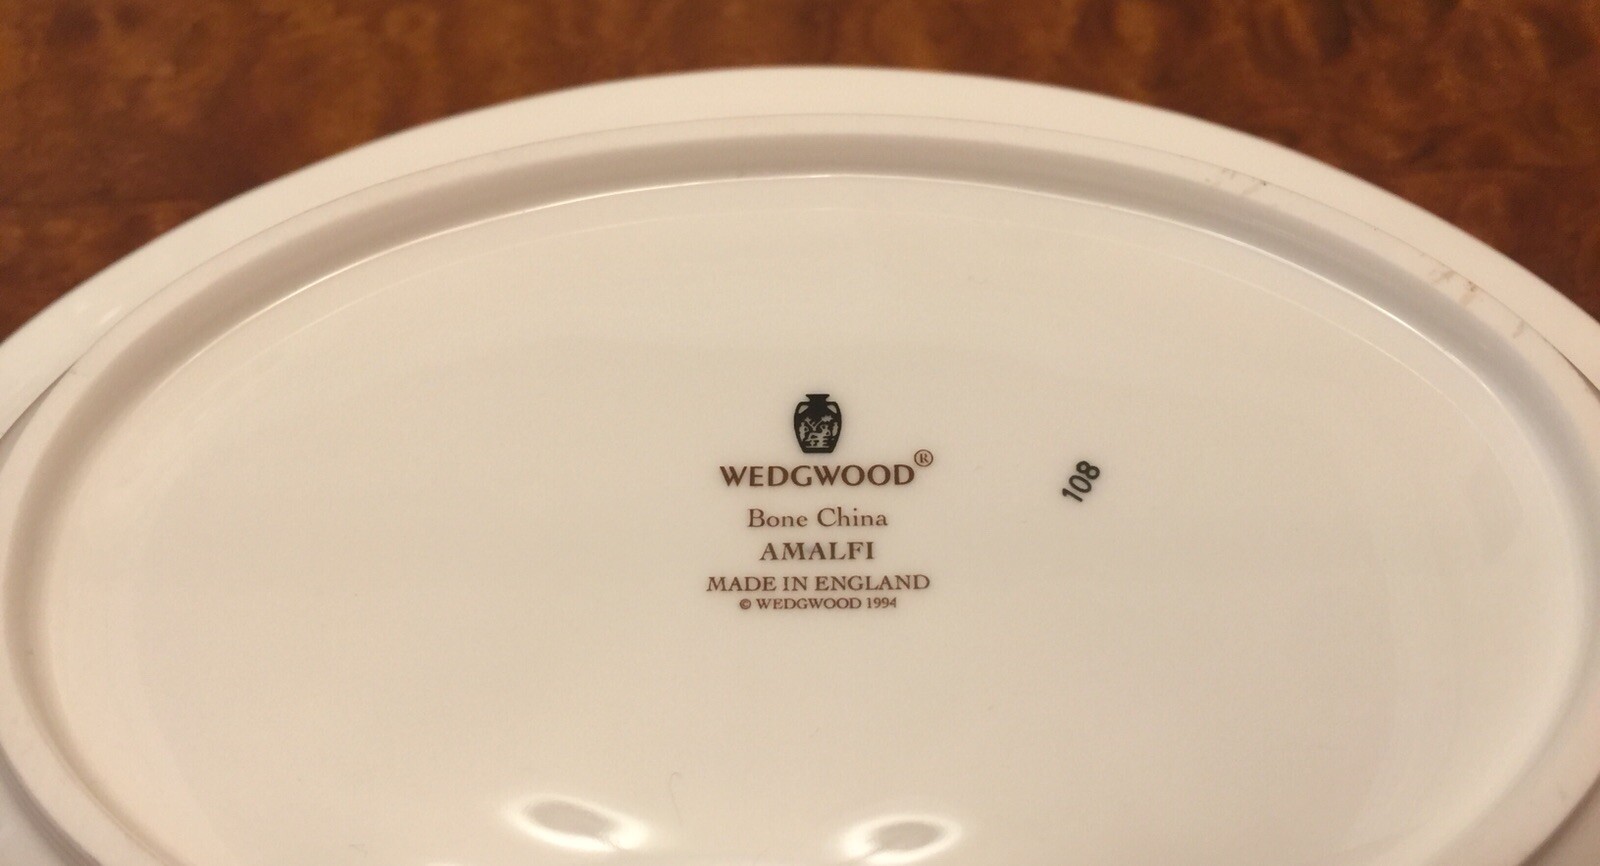 WEDGWOOD®
Bone China
AMALFI
MADE IN ENGLAND
© WEDGWOOD 1994
108